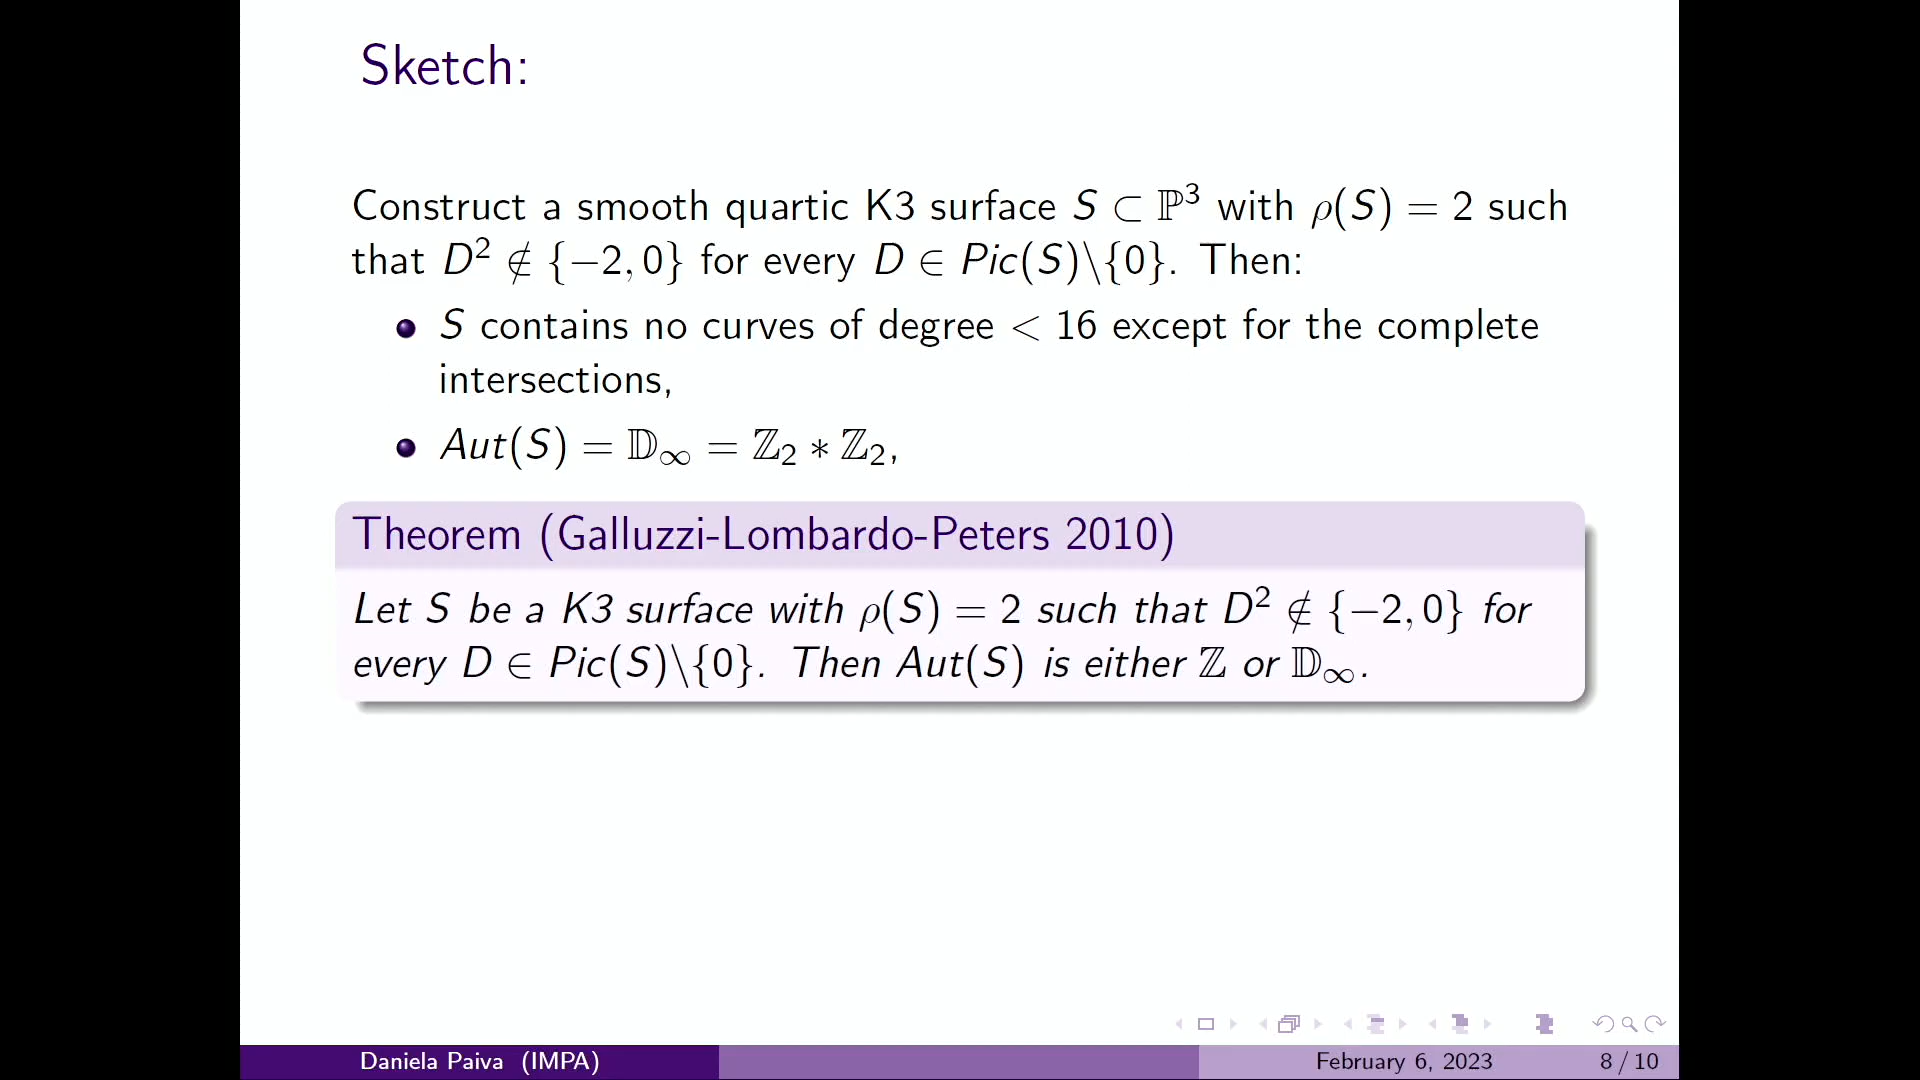 Sketch:
Construct a smooth quartic K3 surface S ⊂ ℙ³ with ρ(S) = 2 such
that D² ∉ {−2, 0} for every D ∈ Pic(S)\{0}. Then:
S contains no curves of degree < 16 except for the complete
intersections,
Aut(S) = 𝔻∞ = ℤ₂ ∗ ℤ₂,
Theorem (Galluzzi-Lombardo-Peters 2010)
Let S be a K3 surface with ρ(S) = 2 such that D² ∉ {−2, 0} for
every D ∈ Pic(S)\{0}. Then Aut(S) is either ℤ or 𝔻∞.
Daniela Paiva (IMPA) February 6, 2023 8 / 10